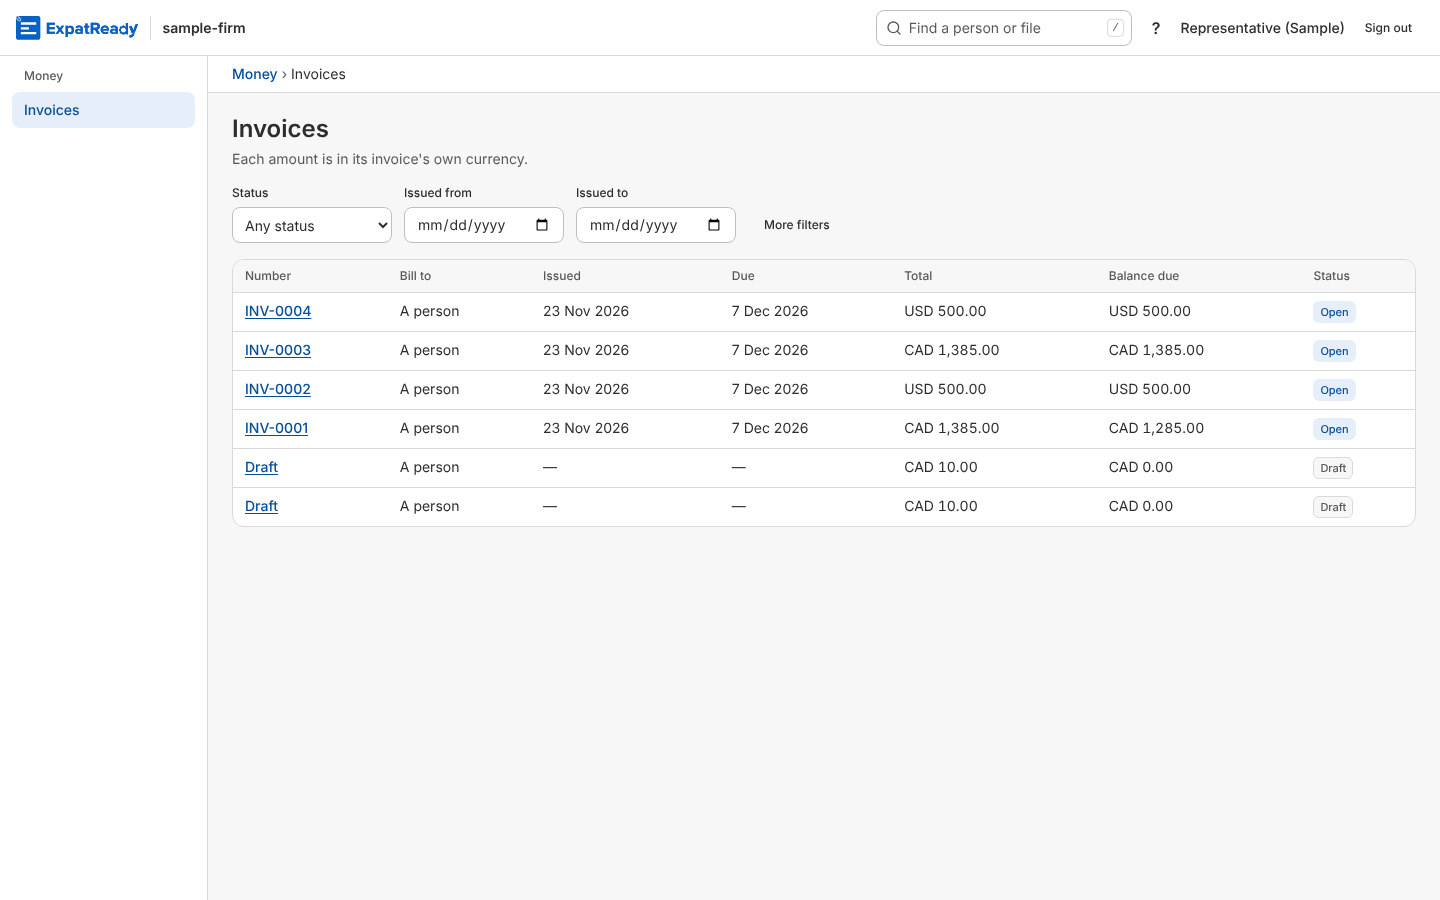 ExpatReady sample-firm Find a person or file / ? Representative (Sample) Sign out
Money
Invoices
Money › Invoices
Invoices
Each amount is in its invoice's own currency.
Status Issued from Issued to
Any status mm/dd/yyyy mm/dd/yyyy More filters
Number Bill to Issued Due Total Balance due Status
INV-0004 A person 23 Nov 2026 7 Dec 2026 USD 500.00 USD 500.00 Open
INV-0003 A person 23 Nov 2026 7 Dec 2026 CAD 1,385.00 CAD 1,385.00 Open
INV-0002 A person 23 Nov 2026 7 Dec 2026 USD 500.00 USD 500.00 Open
INV-0001 A person 23 Nov 2026 7 Dec 2026 CAD 1,385.00 CAD 1,285.00 Open
Draft A person — — CAD 10.00 CAD 0.00 Draft
Draft A person — — CAD 10.00 CAD 0.00 Draft